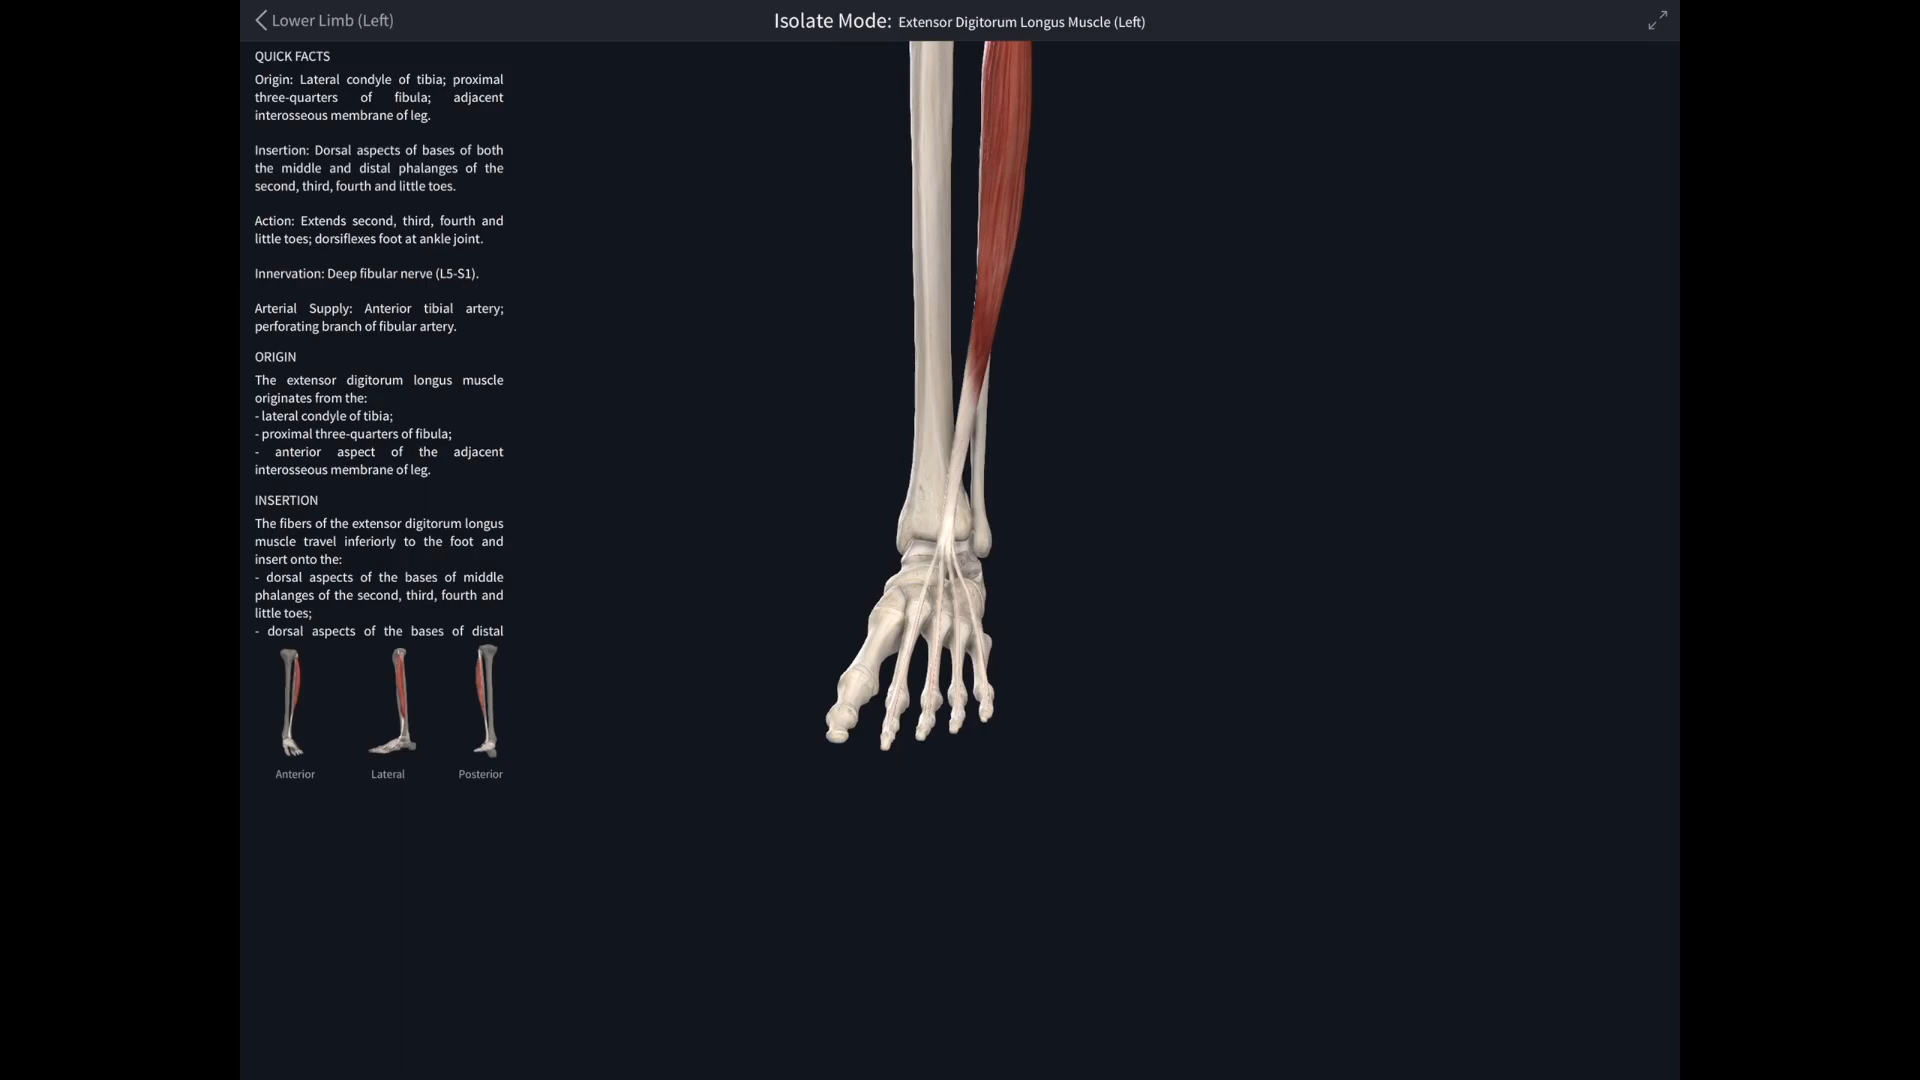 Lower Limb (Left)
Isolate Mode: Extensor Digitorum Longus Muscle (Left)
QUICK FACTS
Origin: Lateral condyle of tibia; proximal
three-quarters of fibula; adjacent
interosseous membrane of leg.
Insertion: Dorsal aspects of bases of both
the middle and distal phalanges of the
second, third, fourth and little toes.
Action: Extends second, third, fourth and
little toes; dorsiflexes foot at ankle joint.
Innervation: Deep fibular nerve (L5-S1).
Arterial Supply: Anterior tibial artery;
perforating branch of fibular artery.
ORIGIN
The extensor digitorum longus muscle
originates from the:
- lateral condyle of tibia;
- proximal three-quarters of fibula;
- anterior aspect of the adjacent
interosseous membrane of leg.
INSERTION
The fibers of the extensor digitorum longus
muscle travel inferiorly to the foot and
insert onto the:
- dorsal aspects of the bases of middle
phalanges of the second, third, fourth and
little toes;
- dorsal aspects of the bases of distal
Anterior
Lateral
Posterior